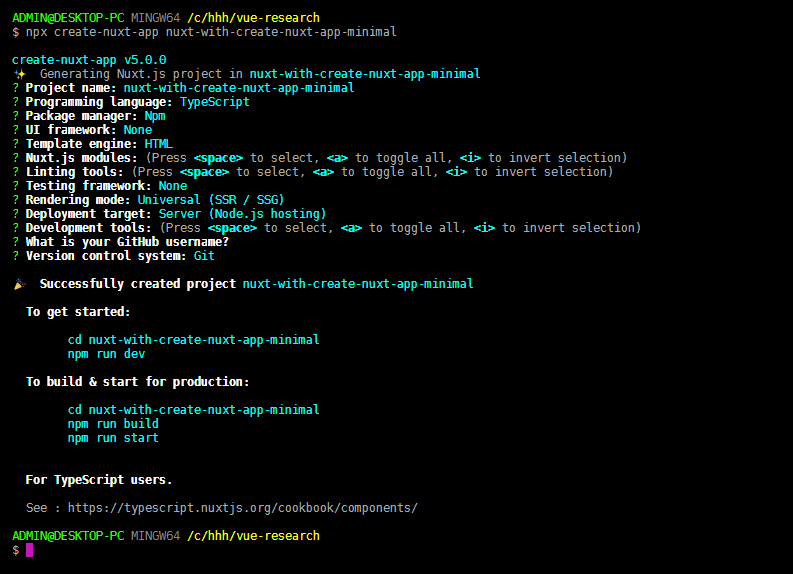 ADMIN@DESKTOP-PC MINGW64 /c/hhh/vue-research
$ npx create-nuxt-app nuxt-with-create-nuxt-app-minimal

create-nuxt-app v5.0.0
✨  Generating Nuxt.js project in nuxt-with-create-nuxt-app-minimal
? Project name: nuxt-with-create-nuxt-app-minimal
? Programming language: TypeScript
? Package manager: Npm
? UI framework: None
? Template engine: HTML
? Nuxt.js modules: (Press <space> to select, <a> to toggle all, <i> to invert selection)
? Linting tools: (Press <space> to select, <a> to toggle all, <i> to invert selection)
? Testing framework: None
? Rendering mode: Universal (SSR / SSG)
? Deployment target: Server (Node.js hosting)
? Development tools: (Press <space> to select, <a> to toggle all, <i> to invert selection)
? What is your GitHub username?
? Version control system: Git

🎉  Successfully created project nuxt-with-create-nuxt-app-minimal

  To get started:

        cd nuxt-with-create-nuxt-app-minimal
        npm run dev

  To build & start for production:

        cd nuxt-with-create-nuxt-app-minimal
        npm run build
        npm run start


  For TypeScript users.

  See : https://typescript.nuxtjs.org/cookbook/components/

ADMIN@DESKTOP-PC MINGW64 /c/hhh/vue-research
$